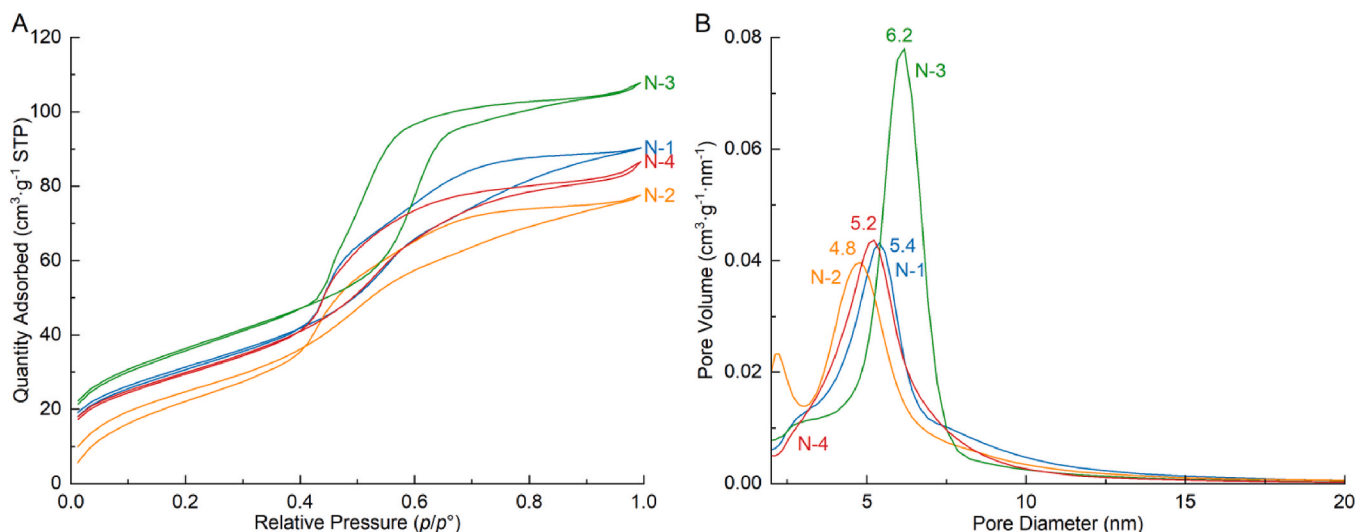 A
120
100
80
60
40
20
0
Quantity Adsorbed (cm³·g⁻¹ STP)
N-3
N-1
N-4
N-2
0.0 0.2 0.4 0.6 0.8 1.0
Relative Pressure (p/p°)
B
0.08
0.06
0.04
0.02
0.00
Pore Volume (cm³·g⁻¹·nm⁻¹)
6.2
N-3
5.2
4.8
5.4
N-2
N-1
N-4
5 10 15 20
Pore Diameter (nm)